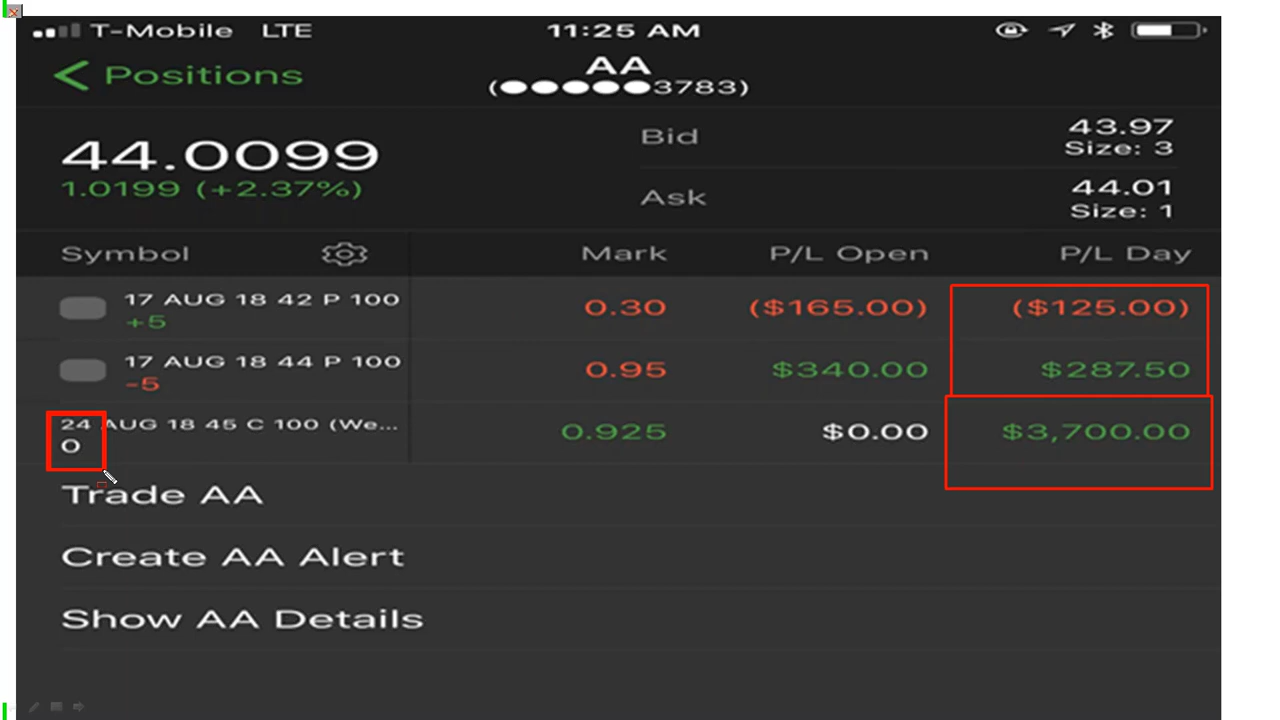 T-Mobile LTE 11:25 AM
Positions
AA
(●●●●●3783)
44.0099
1.0199 (+2.37%)
Bid 43.97
Size: 3
Ask 44.01
Size: 1
Symbol Mark P/L Open P/L Day
17 AUG 18 42 P 100 0.30 ($165.00) ($125.00)
+5
17 AUG 18 44 P 100 0.95 $340.00 $287.50
-5
24 AUG 18 45 C 100 (We... 0.925 $0.00 $3,700.00
0
Trade AA
Create AA Alert
Show AA Details